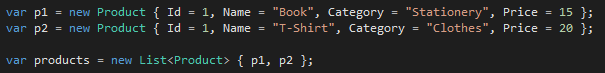 var p1 = new Product { Id = 1, Name = "Book", Category = "Stationery", Price = 15 };
var p2 = new Product { Id = 1, Name = "T-Shirt", Category = "Clothes", Price = 20 };
var products = new List<Product> { p1, p2 };